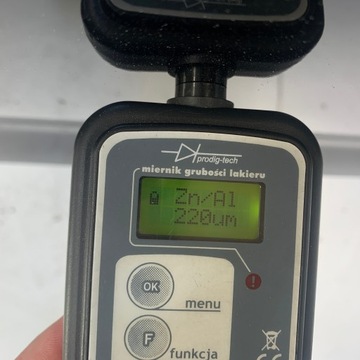 prodig-tech
miernik grubości lakieru
Zn/Al
220um
OK
menu
F
funkcja